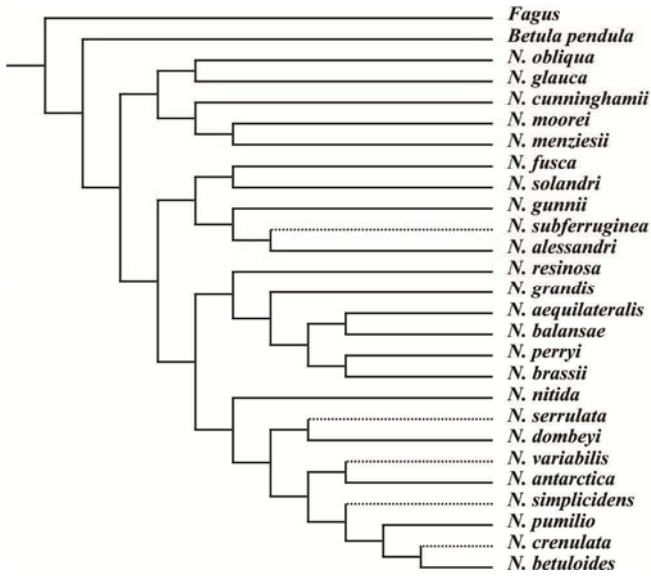 Fagus
Betula pendula
N. obliqua
N. glauca
N. cunninghamii
N. moorei
N. menziesii
N. fusca
N. solandri
N. gunnii
N. subferruginea
N. alessandri
N. resinosa
N. grandis
N. aequilateralis
N. balansae
N. perryi
N. brassii
N. nitida
N. serrulata
N. dombeyi
N. variabilis
N. antarctica
N. simplicidens
N. pumilio
N. crenulata
N. betuloides